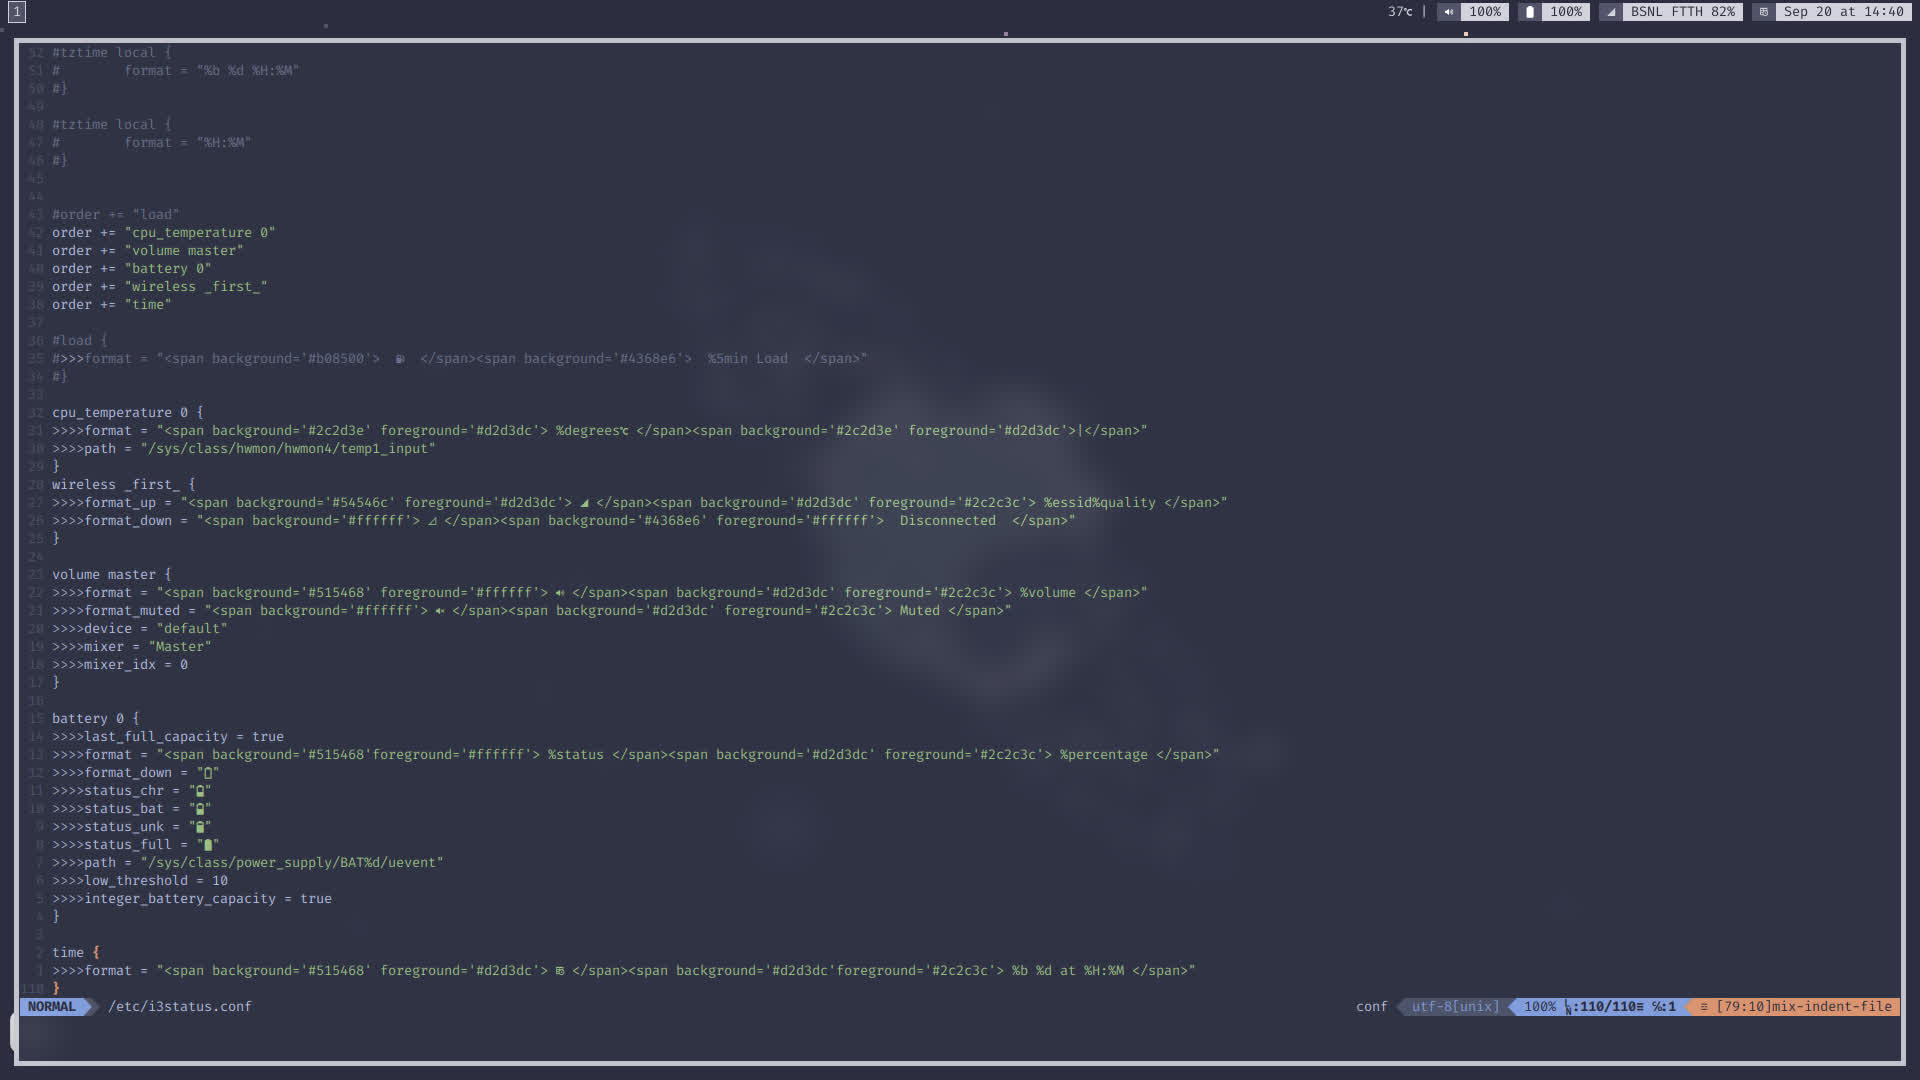 1
37℃ | 100% 100% BSNL FTTH 82% Sep 20 at 14:40
52 #tztime local {
51 #        format = "%b %d %H:%M"
50 #}
49
48 #tztime local {
47 #        format = "%H:%M"
46 #}
45
44
43 #order += "load"
42 order += "cpu_temperature 0"
41 order += "volume master"
40 order += "battery 0"
39 order += "wireless _first_"
38 order += "time"
37
36 #load {
35 #>>>format = "<span background='#b08500'>    </span><span background='#4368e6'>  %5min Load  </span>"
34 #}
33
32 cpu_temperature 0 {
31 >>>>format = "<span background='#2c2d3e' foreground='#d2d3dc'> %degrees℃ </span><span background='#2c2d3e' foreground='#d2d3dc'>|</span>"
30 >>>>path = "/sys/class/hwmon/hwmon4/temp1_input"
29 }
28 wireless _first_ {
27 >>>>format_up = "<span background='#54546c' foreground='#d2d3dc'> ◢ </span><span background='#d2d3dc' foreground='#2c2c3c'> %essid%quality </span>"
26 >>>>format_down = "<span background='#ffffff'> ◿ </span><span background='#4368e6' foreground='#ffffff'>  Disconnected  </span>"
25 }
24
23 volume master {
22 >>>>format = "<span background='#515468' foreground='#ffffff'>  </span><span background='#d2d3dc' foreground='#2c2c3c'> %volume </span>"
21 >>>>format_muted = "<span background='#ffffff'>  </span><span background='#d2d3dc' foreground='#2c2c3c'> Muted </span>"
20 >>>>device = "default"
19 >>>>mixer = "Master"
18 >>>>mixer_idx = 0
17 }
16
15 battery 0 {
14 >>>>last_full_capacity = true
13 >>>>format = "<span background='#515468'foreground='#ffffff'> %status </span><span background='#d2d3dc' foreground='#2c2c3c'> %percentage </span>"
12 >>>>format_down = ""
11 >>>>status_chr = ""
10 >>>>status_bat = ""
9 >>>>status_unk = ""
8 >>>>status_full = ""
7 >>>>path = "/sys/class/power_supply/BAT%d/uevent"
6 >>>>low_threshold = 10
5 >>>>integer_battery_capacity = true
4 }
3
2 time {
1 >>>>format = "<span background='#515468' foreground='#d2d3dc'>  </span><span background='#d2d3dc'foreground='#2c2c3c'> %b %d at %H:%M </span>"
110 }
NORMAL /etc/i3status.conf conf utf-8[unix] 100% ␤:110/110≡ ℅:1 ≡ [79:10]mix-indent-file